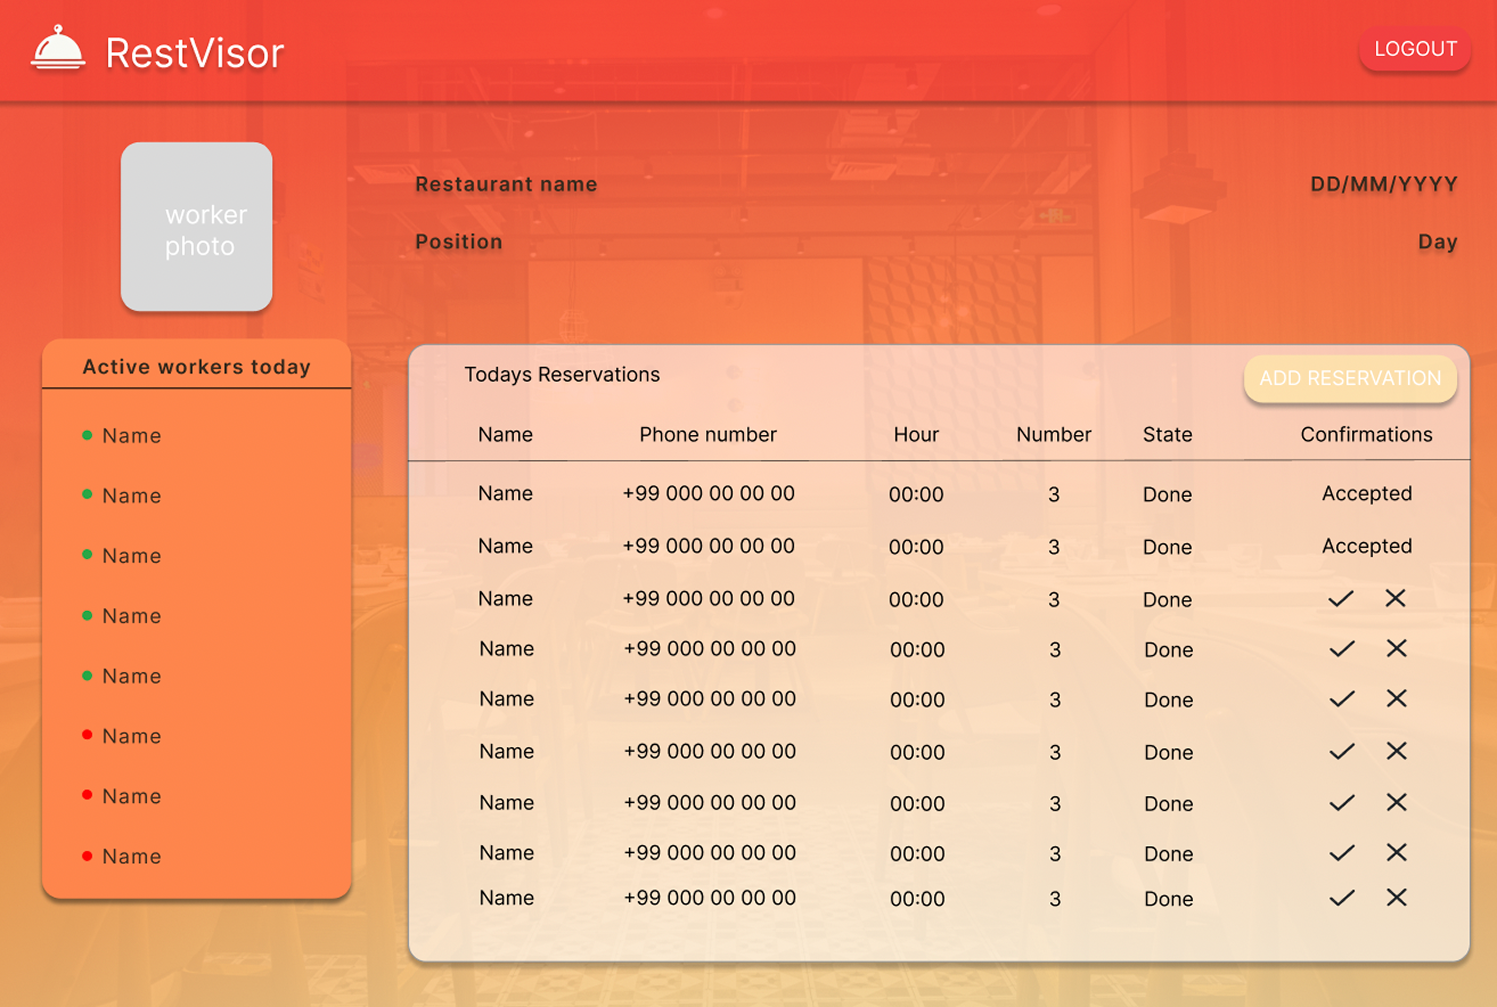 RestVisor
LOGOUT
worker
photo
Restaurant name
DD/MM/YYYY
Position
Day
Active workers today
Name
Name
Name
Name
Name
Name
Name
Name
Todays Reservations
ADD RESERVATION
Name Phone number Hour Number State Confirmations
Name +99 000 00 00 00 00:00 3 Done Accepted
Name +99 000 00 00 00 00:00 3 Done Accepted
Name +99 000 00 00 00 00:00 3 Done
Name +99 000 00 00 00 00:00 3 Done
Name +99 000 00 00 00 00:00 3 Done
Name +99 000 00 00 00 00:00 3 Done
Name +99 000 00 00 00 00:00 3 Done
Name +99 000 00 00 00 00:00 3 Done
Name +99 000 00 00 00 00:00 3 Done